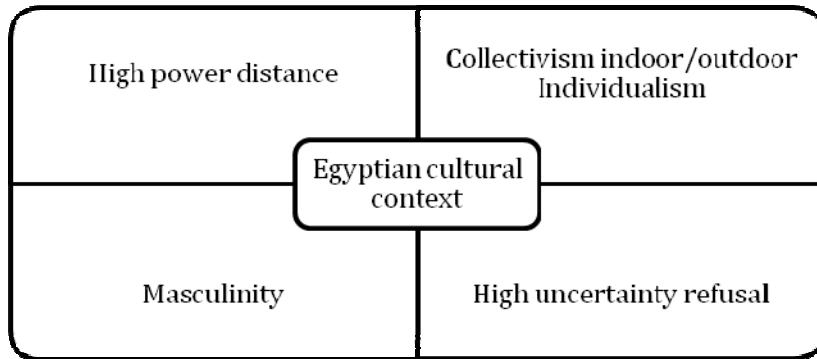 High power distance
Collectivism indoor/outdoor
Individualism
Egyptian cultural
context
Masculinity
High uncertainty refusal